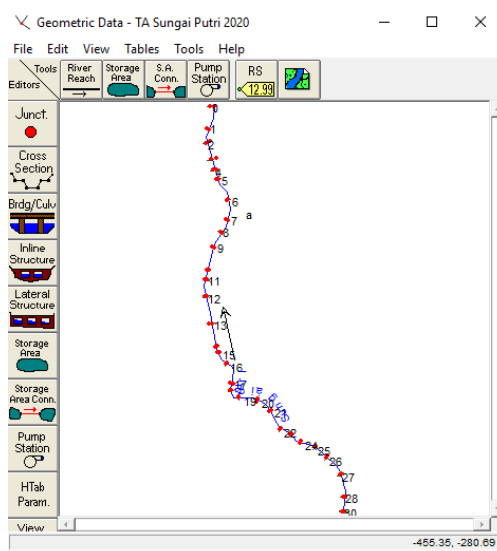 Geometric Data - TA Sungai Putri 2020
File Edit View Tables Tools Help
Tools
Editors
River
Reach
Storage
Area
S.A.
Conn.
Pump
Station
RS
12.99
Junct.
Cross
Section
Brdg/Culv
Inline
Structure
Lateral
Structure
Storage
Area
Storage
Area Conn.
Pump
Station
HTab
Param.
View
0
1
2
4
5
6
a
7
8
9
11
12
A
13
15
16
17
19
20
22
24
25
26
27
28
30
-455.35, -280.69